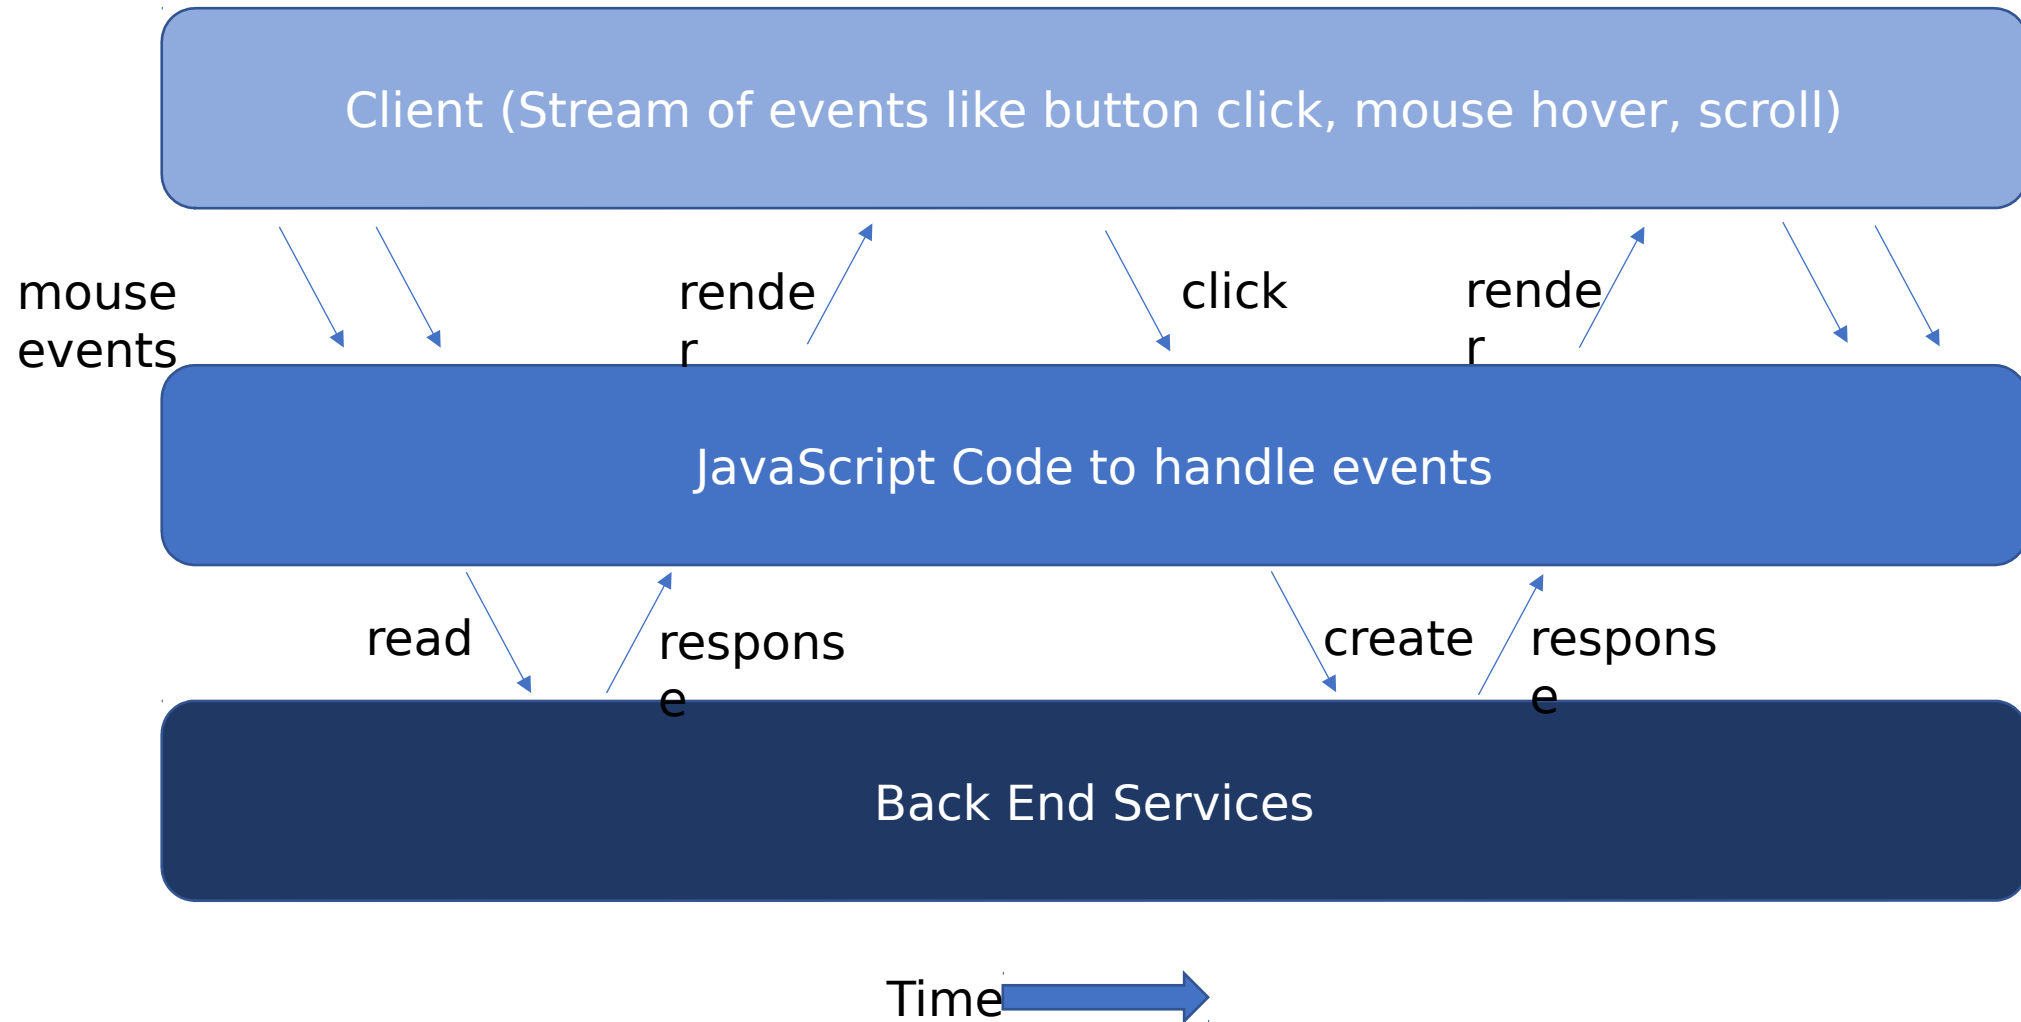 Client (Stream of events like button click, mouse hover, scroll)
mouse
events
rende
r
click
rende
r
JavaScript Code to handle events
read
respons
e
create
respons
e
Back End Services
Time